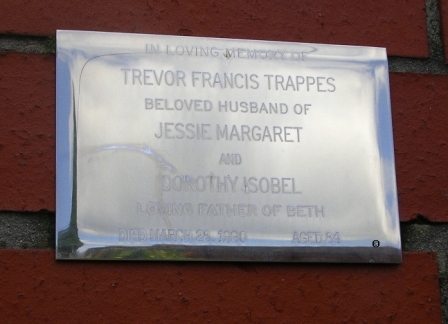 IN LOVING MEMORY OF
TREVOR FRANCIS TRAPPES
BELOVED HUSBAND OF
JESSIE MARGARET
AND
DOROTHY ISOBEL
LOVING FATHER OF BETH
DIED MARCH 1990 AGED 84